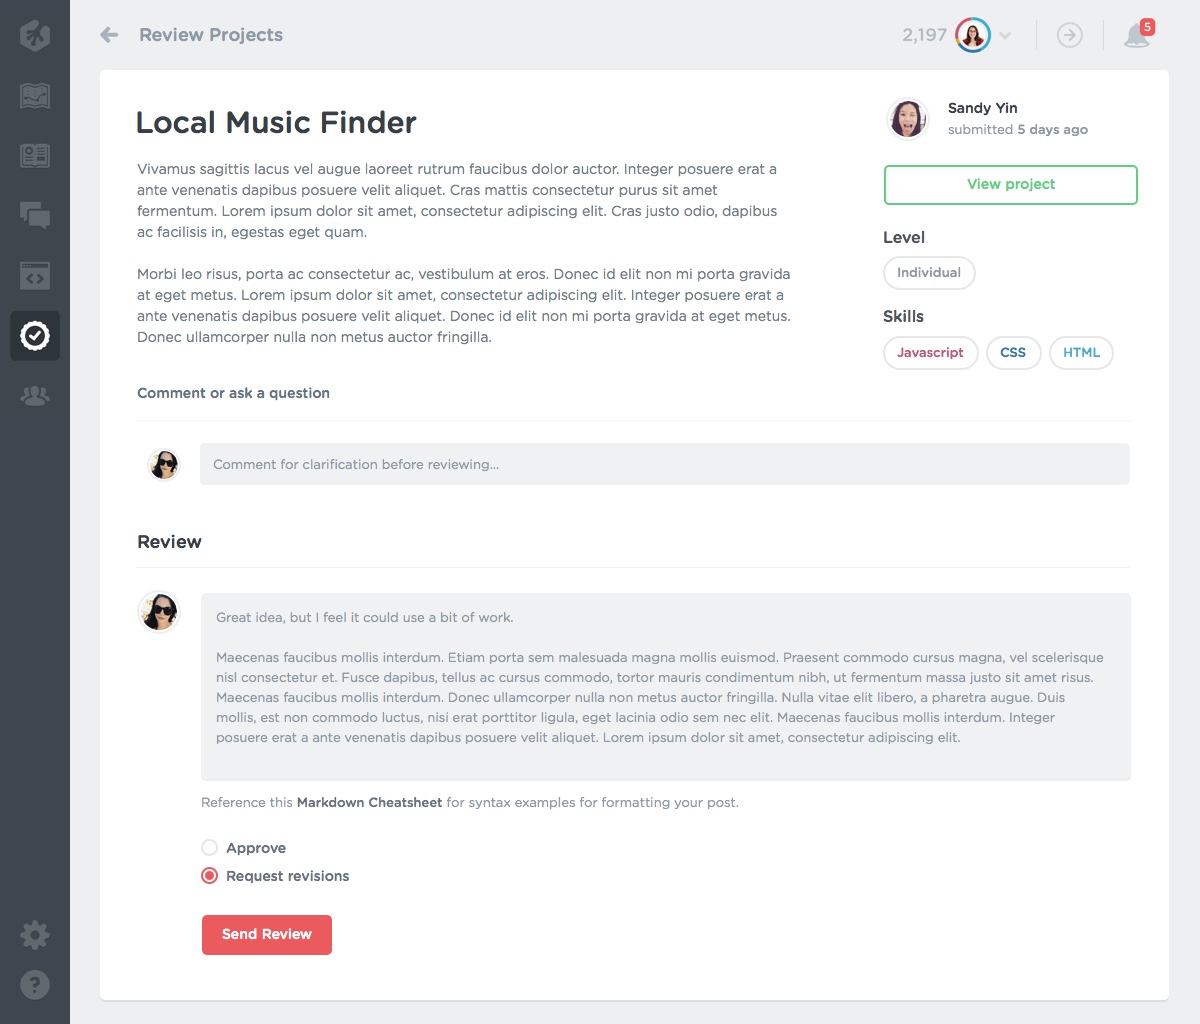 Review Projects
2,197
5
Local Music Finder
Vivamus sagittis lacus vel augue laoreet rutrum faucibus dolor auctor. Integer posuere erat a
ante venenatis dapibus posuere velit aliquet. Cras mattis consectetur purus sit amet
fermentum. Lorem ipsum dolor sit amet, consectetur adipiscing elit. Cras justo odio, dapibus
ac facilisis in, egestas eget quam.
Morbi leo risus, porta ac consectetur ac, vestibulum at eros. Donec id elit non mi porta gravida
at eget metus. Lorem ipsum dolor sit amet, consectetur adipiscing elit. Integer posuere erat a
ante venenatis dapibus posuere velit aliquet. Donec id elit non mi porta gravida at eget metus.
Donec ullamcorper nulla non metus auctor fringilla.
Sandy Yin
submitted 5 days ago
View project
Level
Individual
Skills
Javascript CSS HTML
Comment or ask a question
Comment for clarification before reviewing...
Review
Great idea, but I feel it could use a bit of work.
Maecenas faucibus mollis interdum. Etiam porta sem malesuada magna mollis euismod. Praesent commodo cursus magna, vel scelerisque
nisl consectetur et. Fusce dapibus, tellus ac cursus commodo, tortor mauris condimentum nibh, ut fermentum massa justo sit amet risus.
Maecenas faucibus mollis interdum. Donec ullamcorper nulla non metus auctor fringilla. Nulla vitae elit libero, a pharetra augue. Duis
mollis, est non commodo luctus, nisi erat porttitor ligula, eget lacinia odio sem nec elit. Maecenas faucibus mollis interdum. Integer
posuere erat a ante venenatis dapibus posuere velit aliquet. Lorem ipsum dolor sit amet, consectetur adipiscing elit.
Reference this Markdown Cheatsheet for syntax examples for formatting your post.
Approve
Request revisions
Send Review
?